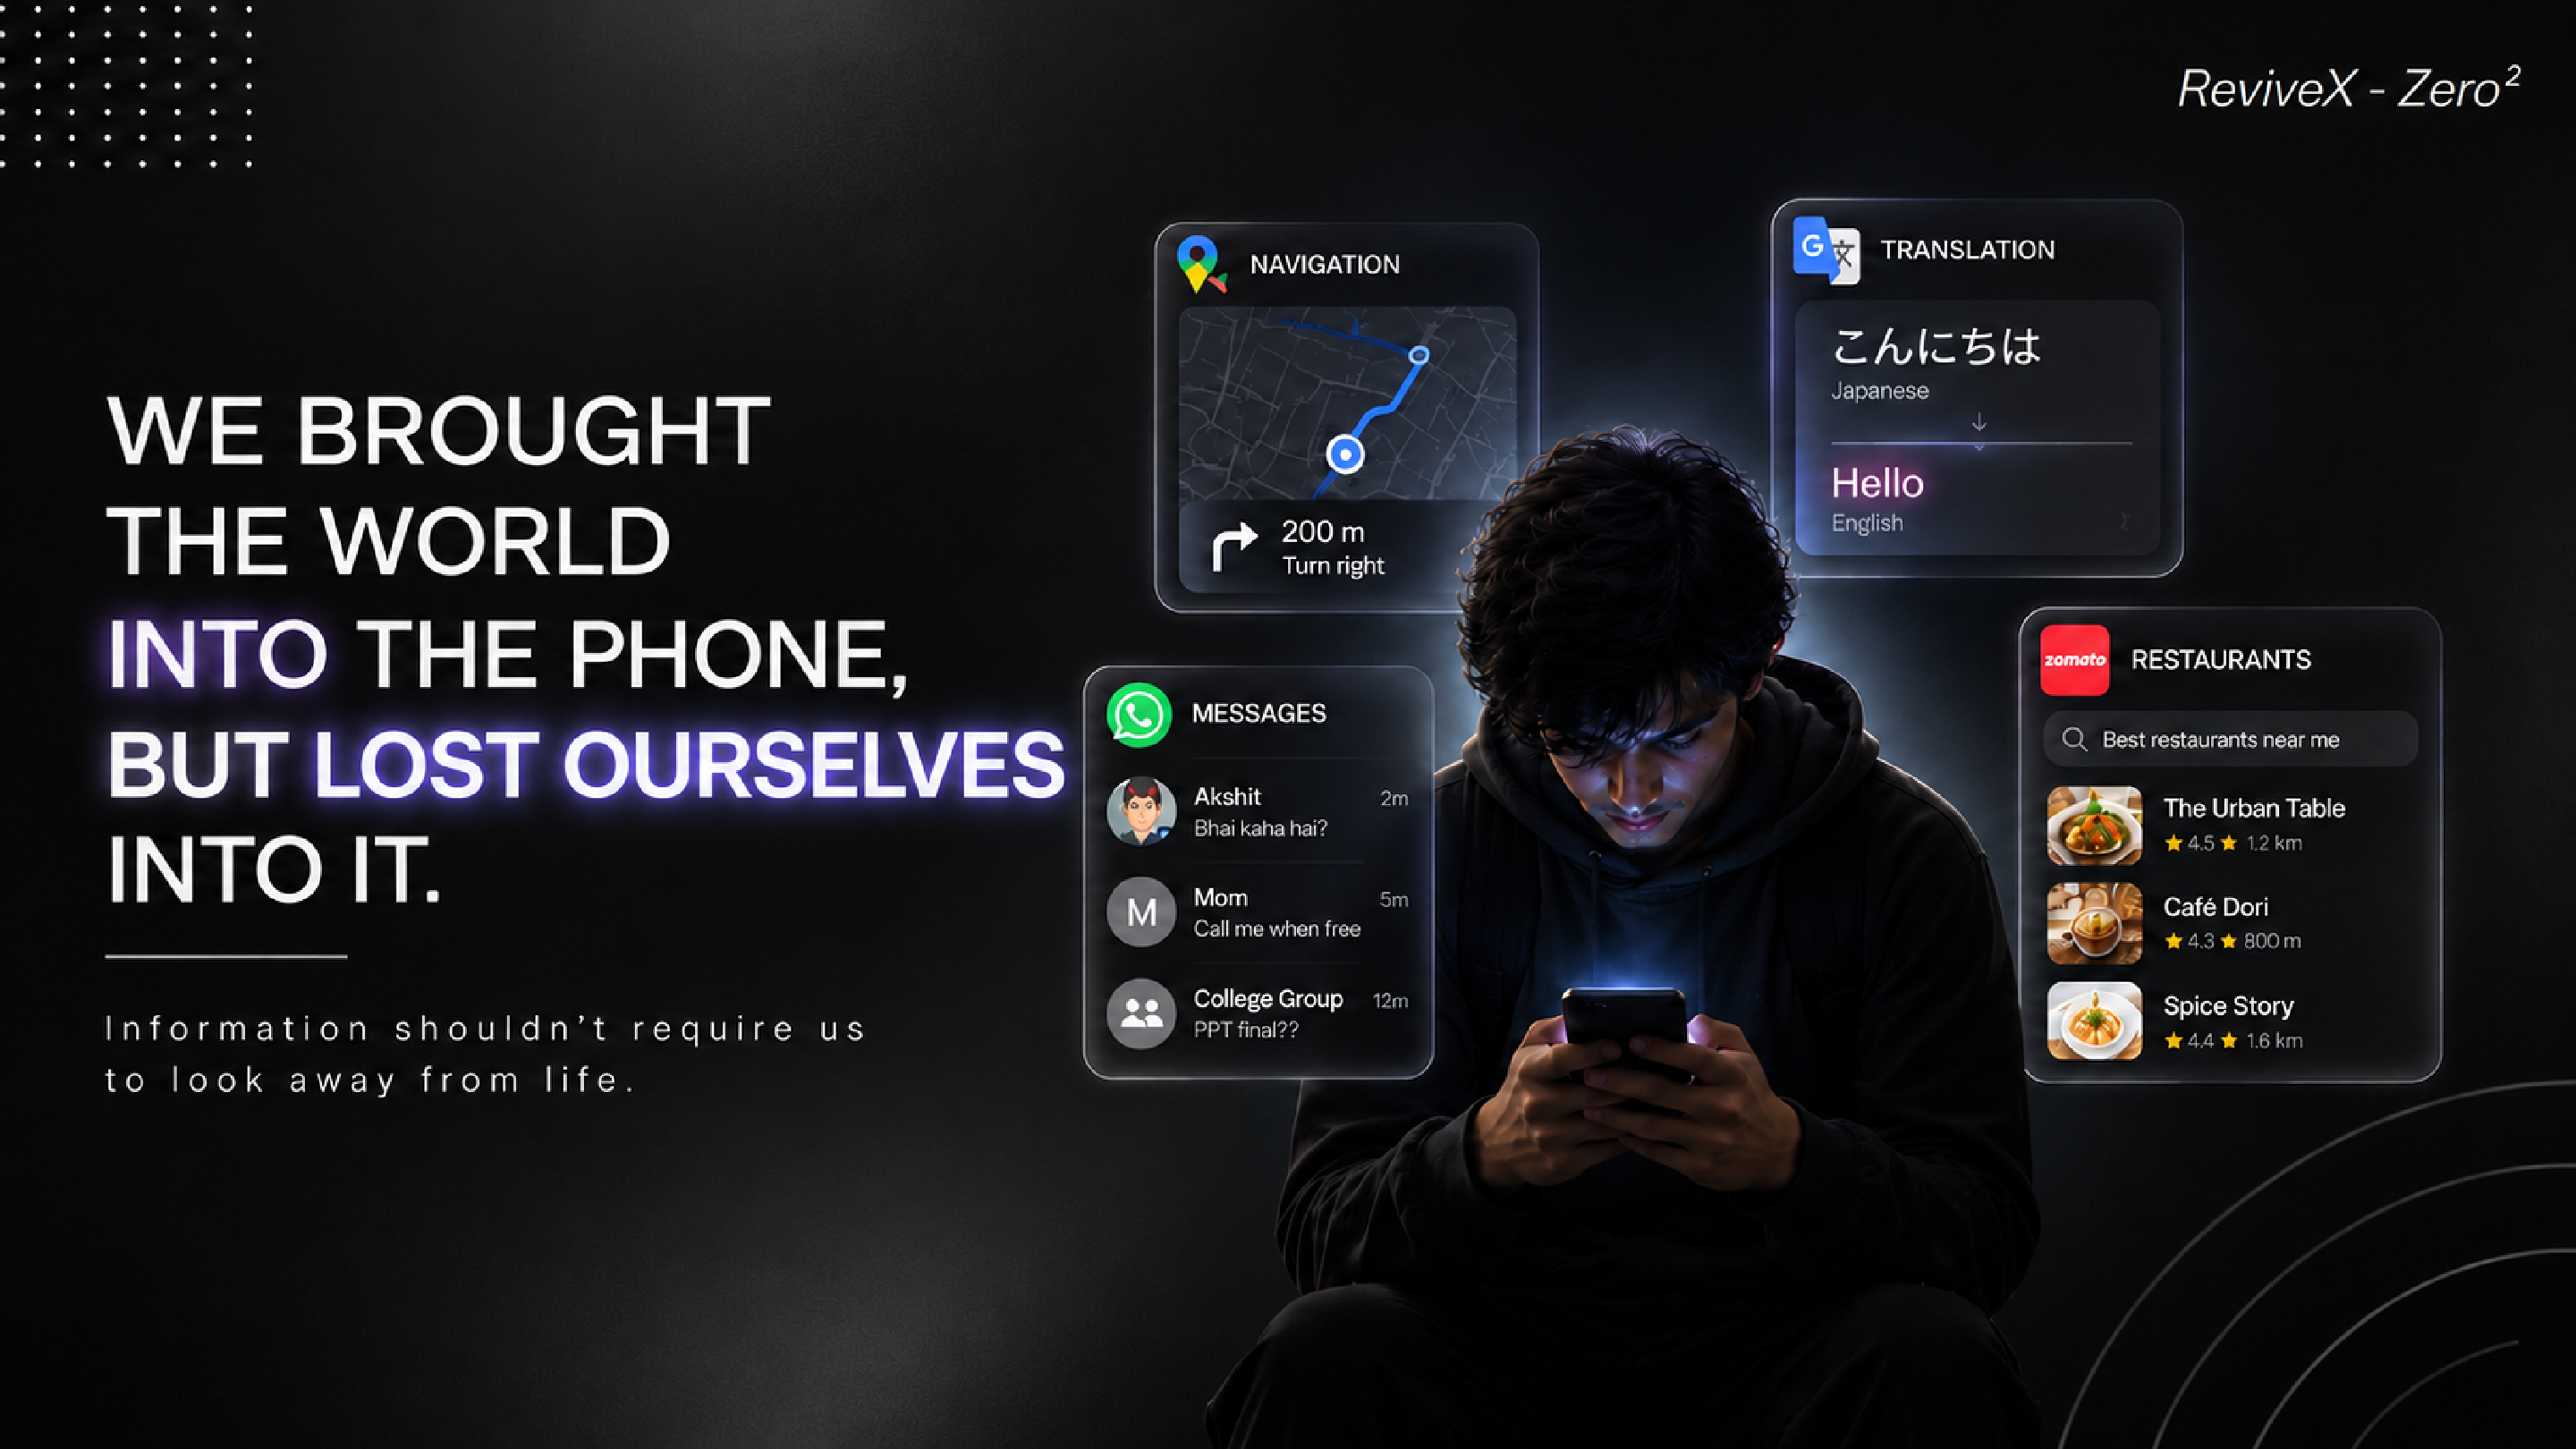 ReviveX - Zero²
WE BROUGHT
THE WORLD
INTO THE PHONE,
BUT LOST OURSELVES
INTO IT.
Information shouldn’t require us
to look away from life.
NAVIGATION
200 m
Turn right
G 文
TRANSLATION
こんにちは
Japanese
Hello
English
MESSAGES
Akshit 2m
Bhai kaha hai?
M
Mom 5m
Call me when free
College Group 12m
PPT final??
zomato
RESTAURANTS
Best restaurants near me
The Urban Table
4.5 1.2 km
Café Dori
4.3 800 m
Spice Story
4.4 1.6 km